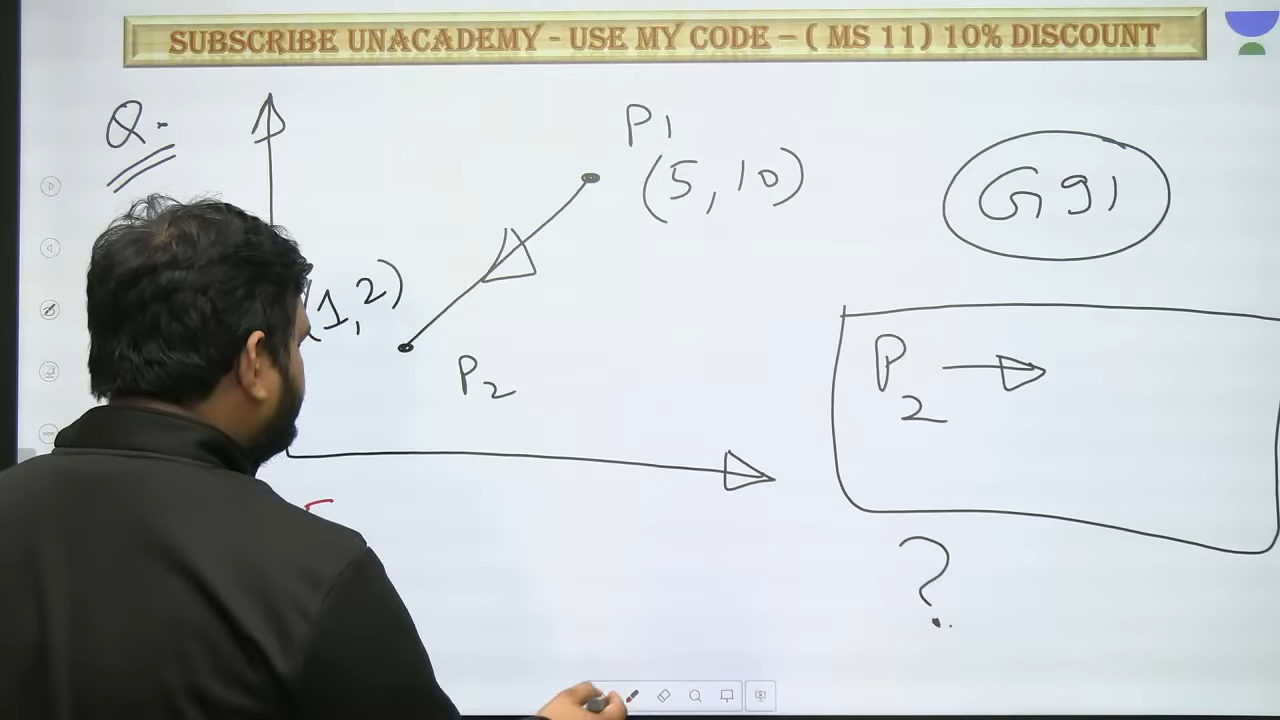 SUBSCRIBE UNACADEMY - USE MY CODE – ( MS 11) 10% DISCOUNT
Q.
P1
(5,10)
G91
(1,2)
P2
P2
?